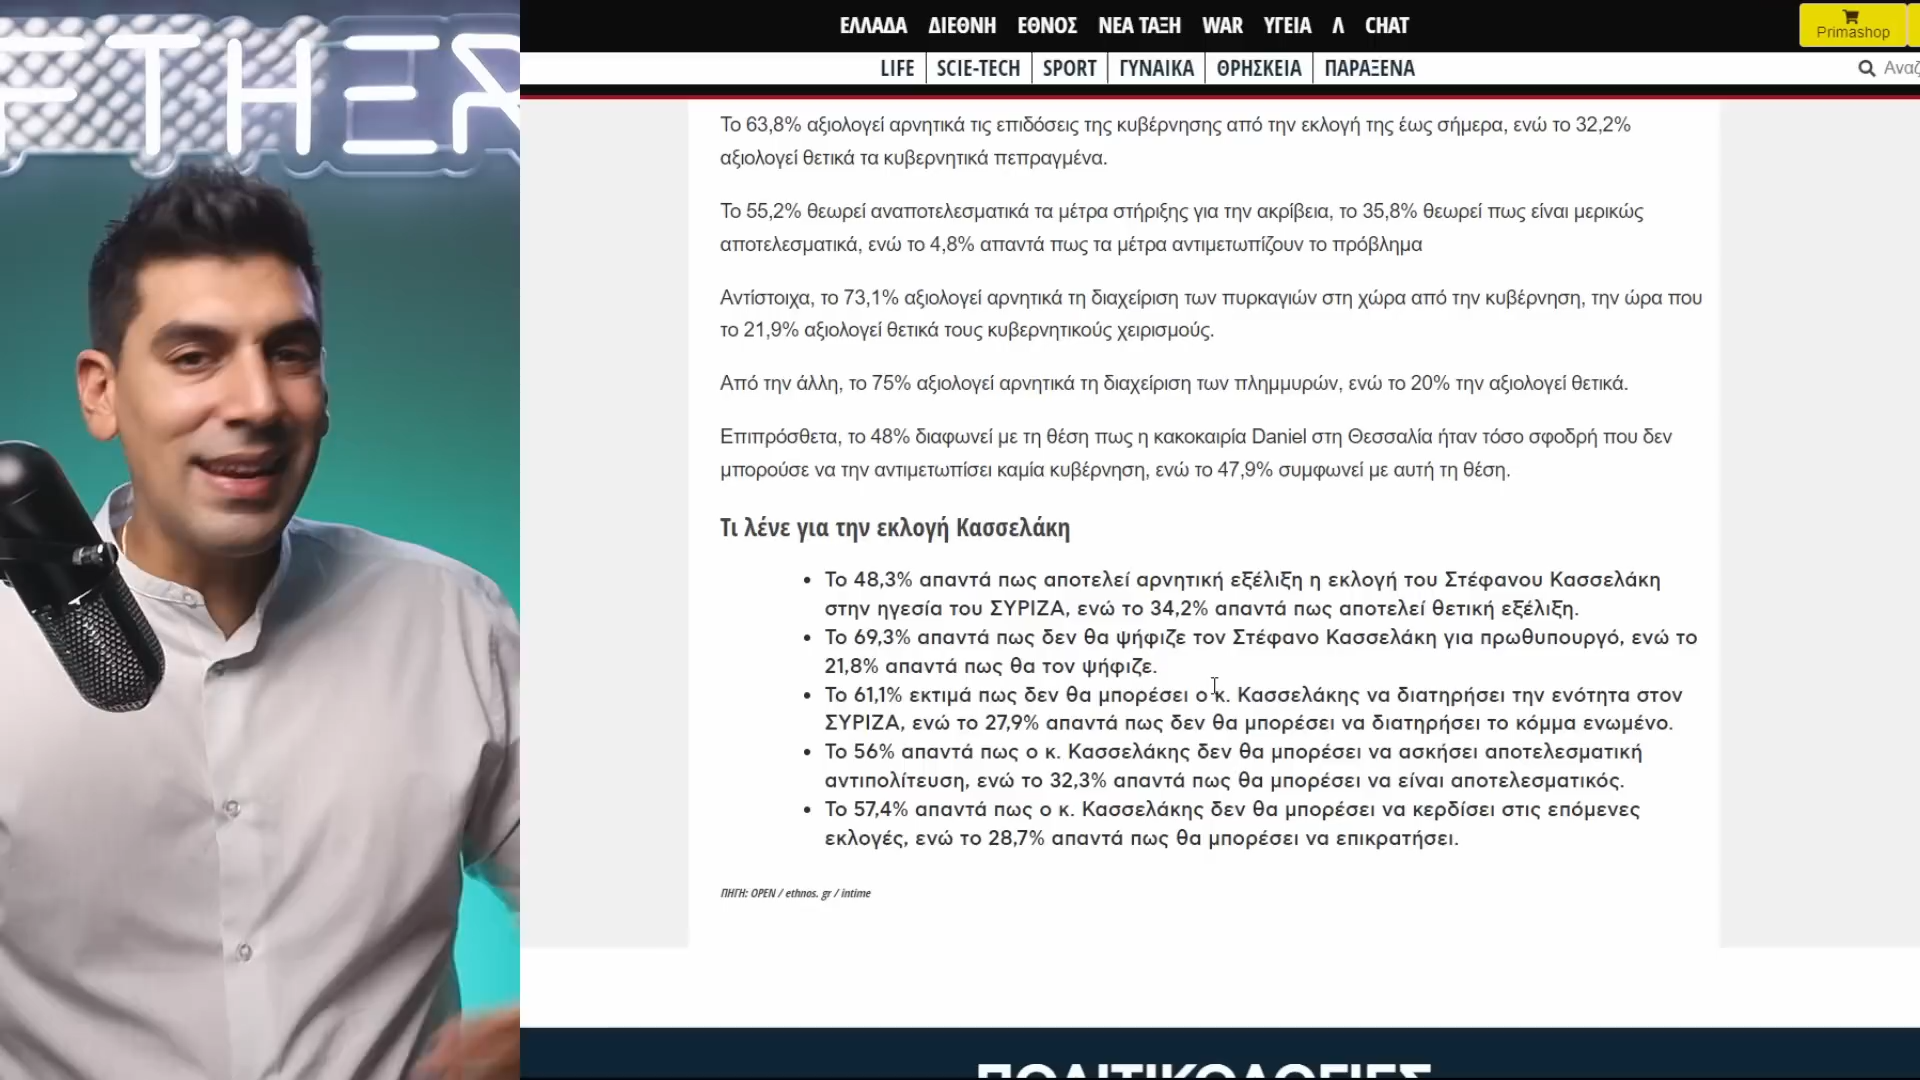 FTHER
ΕΛΛΑΔΑ ΔΙΕΘΝΗ ΕΘΝΟΣ ΝΕΑ ΤΑΞΗ WAR ΥΓΕΙΑ Λ CHAT
Primashop
LIFE SCIE-TECH SPORT ΓΥΝΑΙΚΑ ΘΡΗΣΚΕΙΑ ΠΑΡΑΞΕΝΑ
Αναζ
Το 63,8% αξιολογεί αρνητικά τις επιδόσεις της κυβέρνησης από την εκλογή της έως σήμερα, ενώ το 32,2%
αξιολογεί θετικά τα κυβερνητικά πεπραγμένα.
Το 55,2% θεωρεί αναποτελεσματικά τα μέτρα στήριξης για την ακρίβεια, το 35,8% θεωρεί πως είναι μερικώς
αποτελεσματικά, ενώ το 4,8% απαντά πως τα μέτρα αντιμετωπίζουν το πρόβλημα
Αντίστοιχα, το 73,1% αξιολογεί αρνητικά τη διαχείριση των πυρκαγιών στη χώρα από την κυβέρνηση, την ώρα που
το 21,9% αξιολογεί θετικά τους κυβερνητικούς χειρισμούς.
Από την άλλη, το 75% αξιολογεί αρνητικά τη διαχείριση των πλημμυρών, ενώ το 20% την αξιολογεί θετικά.
Επιπρόσθετα, το 48% διαφωνεί με τη θέση πως η κακοκαιρία Daniel στη Θεσσαλία ήταν τόσο σφοδρή που δεν
μπορούσε να την αντιμετωπίσει καμία κυβέρνηση, ενώ το 47,9% συμφωνεί με αυτή τη θέση.
Τι λένε για την εκλογή Κασσελάκη
• Το 48,3% απαντά πως αποτελεί αρνητική εξέλιξη η εκλογή του Στέφανου Κασσελάκη
στην ηγεσία του ΣΥΡΙΖΑ, ενώ το 34,2% απαντά πως αποτελεί θετική εξέλιξη.
• Το 69,3% απαντά πως δεν θα ψήφιζε τον Στέφανο Κασσελάκη για πρωθυπουργό, ενώ το
21,8% απαντά πως θα τον ψήφιζε.
• Το 61,1% εκτιμά πως δεν θα μπορέσει ο κ. Κασσελάκης να διατηρήσει την ενότητα στον
ΣΥΡΙΖΑ, ενώ το 27,9% απαντά πως δεν θα μπορέσει να διατηρήσει το κόμμα ενωμένο.
• Το 56% απαντά πως ο κ. Κασσελάκης δεν θα μπορέσει να ασκήσει αποτελεσματική
αντιπολίτευση, ενώ το 32,3% απαντά πως θα μπορέσει να είναι αποτελεσματικός.
• Το 57,4% απαντά πως ο κ. Κασσελάκης δεν θα μπορέσει να κερδίσει στις επόμενες
εκλογές, ενώ το 28,7% απαντά πως θα μπορέσει να επικρατήσει.
ΠΗΓΗ: OPEN / ethnos. gr / intime
ΠΟΛΙΤΙΚΟΛΟΓΙΕΣ